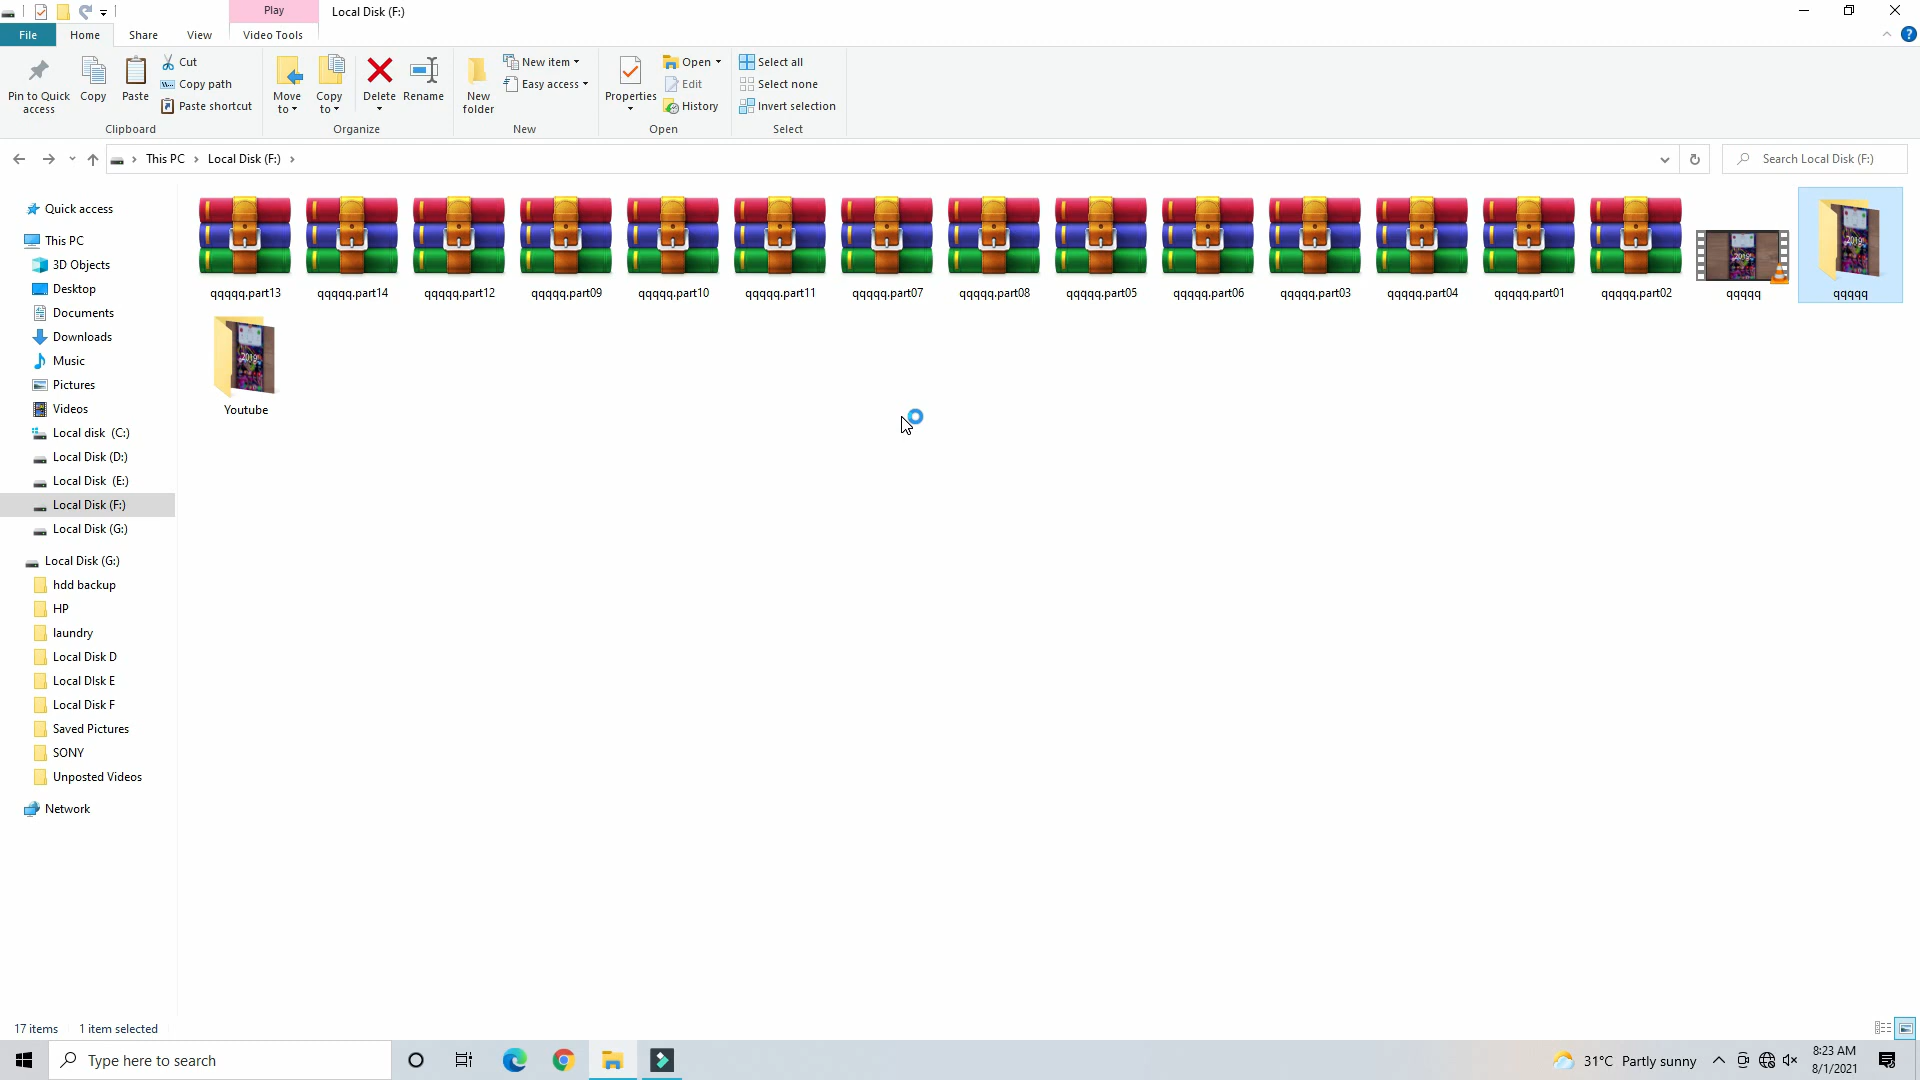 Play
Local Disk (F:)
File
Home
Share
View
Video Tools
Pin to Quick access
Copy
Paste
Cut
Copy path
Paste shortcut
Clipboard
Move to
Copy to
Delete
Rename
Organize
New folder
New item
Easy access
New
Properties
Open
Edit
History
Open
Select all
Select none
Invert selection
Select
This PC
Local Disk (F:)
Search Local Disk (F:)
Quick access
This PC
3D Objects
Desktop
Documents
Downloads
Music
Pictures
Videos
Local disk (C:)
Local Disk (D:)
Local Disk (E:)
Local Disk (F:)
Local Disk (G:)
Local Disk (G:)
hdd backup
HP
laundry
Local Disk D
Local DIsk E
Local Disk F
Saved Pictures
SONY
Unposted Videos
Network
qqqqq.part13
qqqqq.part14
qqqqq.part12
qqqqq.part09
qqqqq.part10
qqqqq.part11
qqqqq.part07
qqqqq.part08
qqqqq.part05
qqqqq.part06
qqqqq.part03
qqqqq.part04
qqqqq.part01
qqqqq.part02
qqqqq
qqqqq
2019
Youtube
17 items
1 item selected
Type here to search
31°C Partly sunny
8:23 AM
8/1/2021